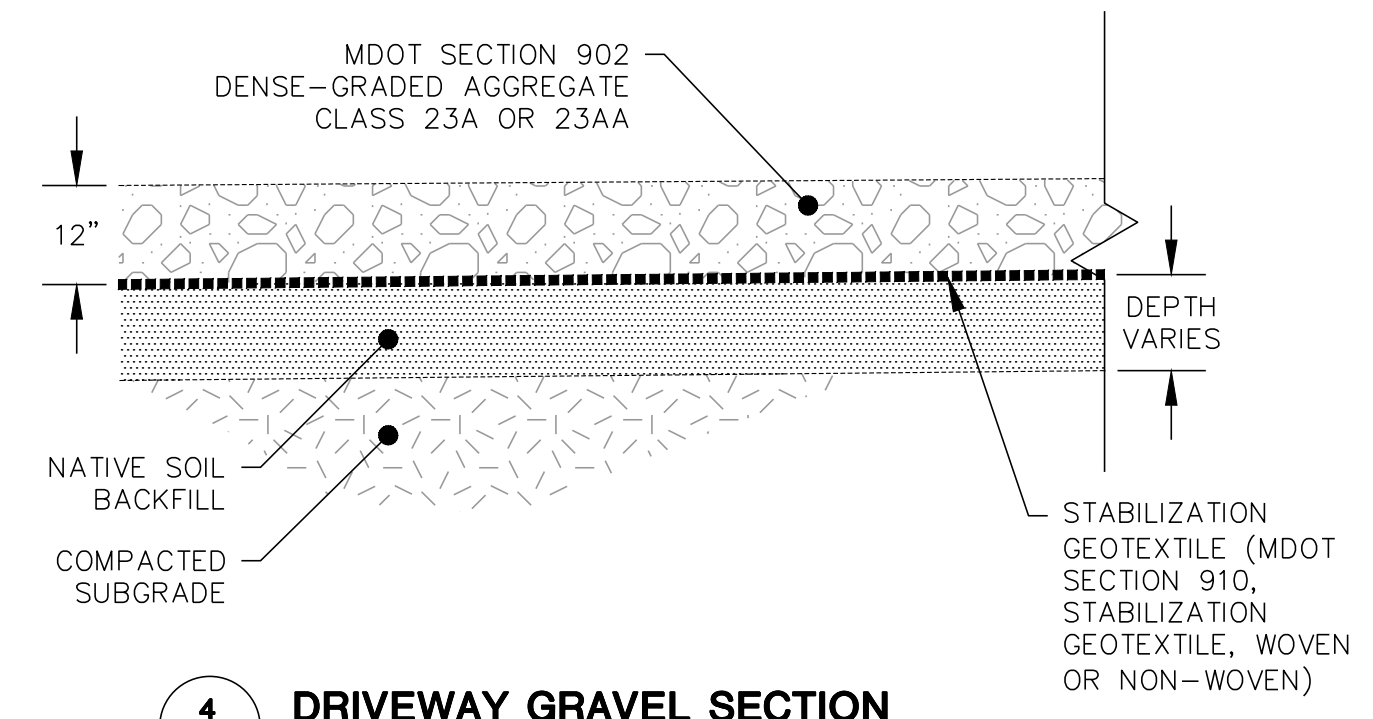 MDOT SECTION 902
DENSE-GRADED AGGREGATE
CLASS 23A OR 23AA
12"
DEPTH
VARIES
NATIVE SOIL
BACKFILL
COMPACTED
SUBGRADE
STABILIZATION
GEOTEXTILE (MDOT
SECTION 910,
STABILIZATION
GEOTEXTILE, WOVEN
OR NON-WOVEN)
4
DRIVEWAY GRAVEL SECTION